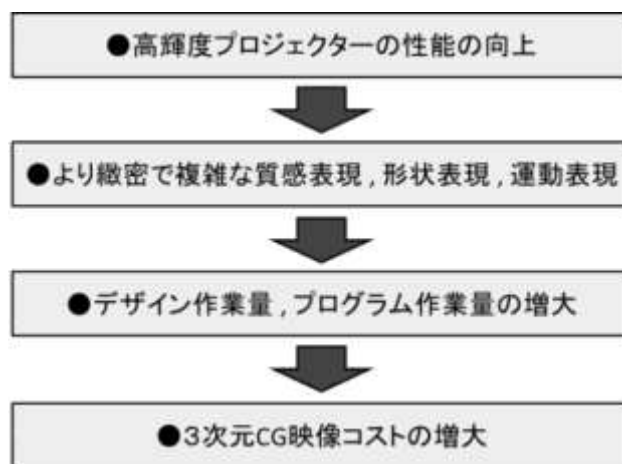 ●高輝度プロジェクターの性能の向上
●より緻密で複雑な質感表現，形状表現，運動表現
●デザイン作業量，プログラム作業量の増大
●３次元CG映像コストの増大